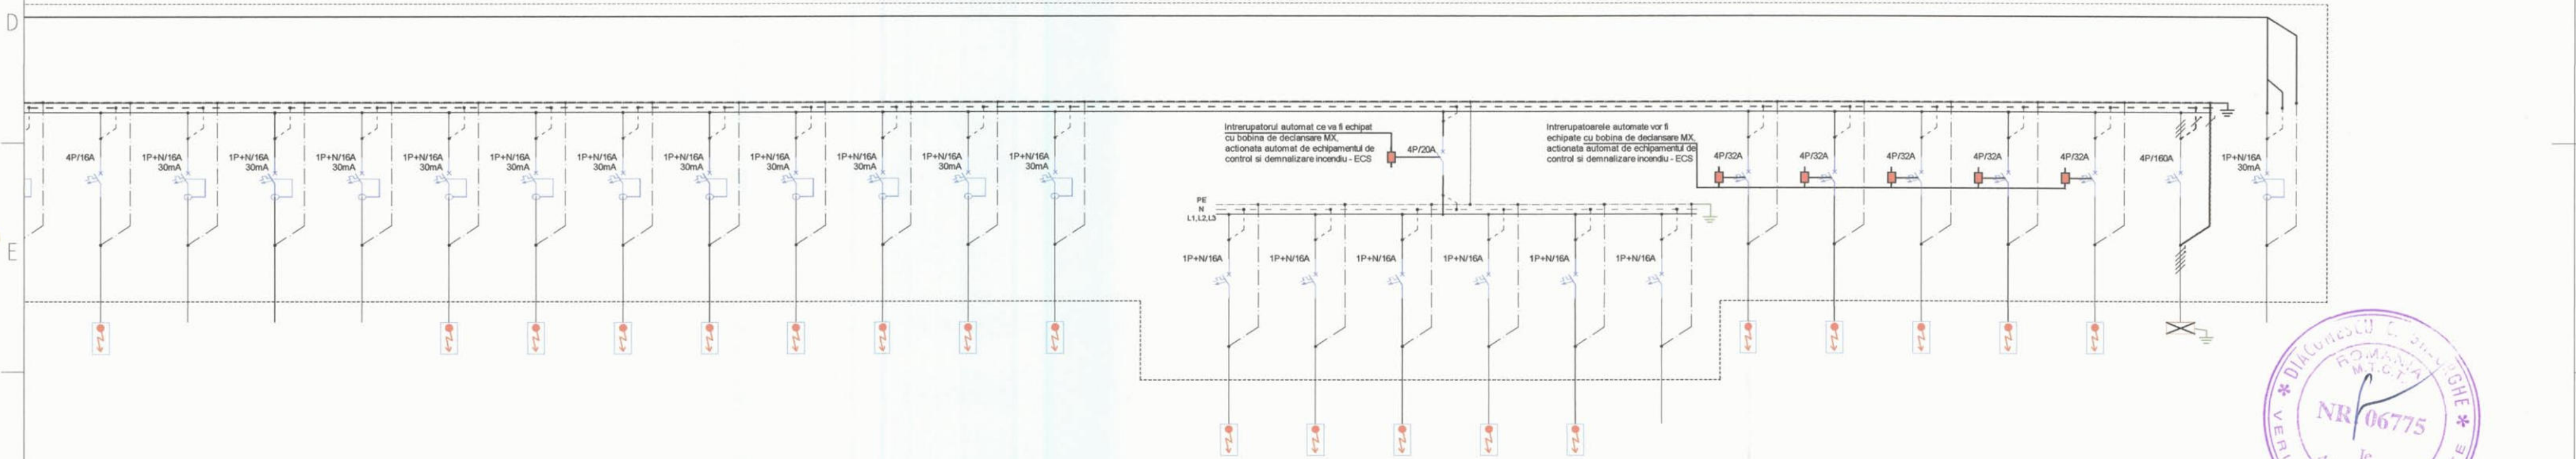 D
Intrerupatorul automat ce va fi echipat
cu bobina de declansare MX,
actionata automat de echipamentul de
control si demnalizare incendiu - ECS
Intrerupatoarele automate vor fi
echipate cu bobina de declansare MX,
actionata automat de echipamentul de
control si demnalizare incendiu - ECS
4P/16A
1P+N/16A
30mA
1P+N/16A
30mA
1P+N/16A
30mA
1P+N/16A
30mA
1P+N/16A
30mA
1P+N/16A
30mA
1P+N/16A
30mA
1P+N/16A
30mA
1P+N/16A
30mA
1P+N/16A
30mA
1P+N/16A
30mA
4P/20A
4P/32A
4P/32A
4P/32A
4P/32A
4P/32A
4P/160A
1P+N/16A
30mA
PE
N
L1,L2,L3
E
1P+N/16A
1P+N/16A
1P+N/16A
1P+N/16A
1P+N/16A
1P+N/16A
* DIACONESCU C. GHEORGHE *
ROMANIA
M.T.C.T.
NR 06775